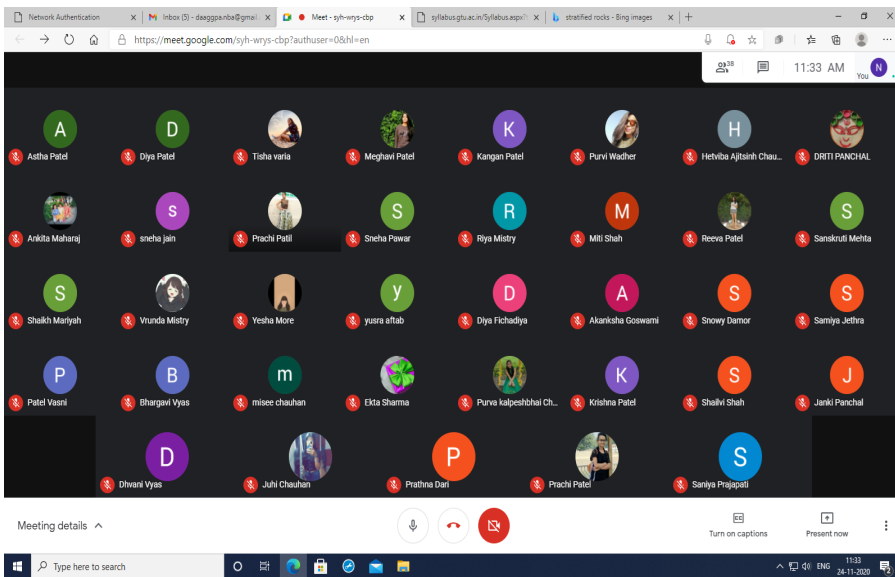 Network Authentication
Inbox (5) - daaggpa.nba@gmail
Meet - syh-wrys-cbp
syllabus.gtu.ac.in/Syllabus.aspx?
stratified rocks - Bing images
https://meet.google.com/syh-wrys-cbp?authuser=0&hl=en
38
11:33 AM
You
N
A D K H
Astha Patel Diya Patel Tisha varia Meghavi Patel Kangan Patel Purvi Wadher Hetviba Ajitsinh Chau... DRITI PANCHAL
s S R M S
Ankita Maharaj sneha jain Prachi Patil Sneha Pawar Riya Mistry Miti Shah Reeva Patel Sanskruti Mehta
S y D A S S
Shaikh Mariyah Vrunda Mistry Yesha More yusra aftab Diya Fichadiya Akanksha Goswami Snowy Damor Samiya Jethra
P B m K S J
Patel Vasni Bhargavi Vyas misee chauhan Ekta Sharma Purva kalpeshbhai Ch... Krishna Patel Shailvi Shah Janki Panchal
D P S
Dhvani Vyas Juhi Chauhan Prathna Dari Prachi Patel Saniya Prajapati
Meeting details
Turn on captions
Present now
Type here to search
ENG
11:33
24-11-2020